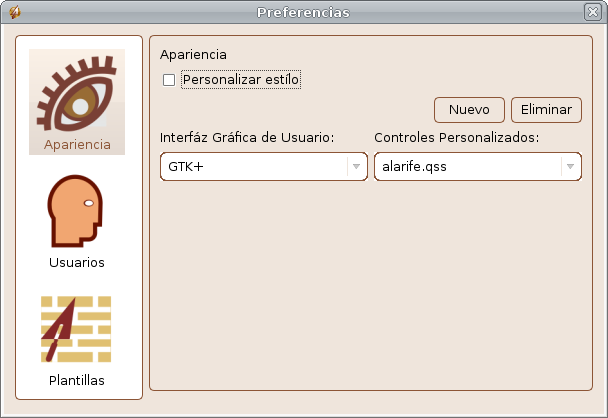 Preferencias
Apariencia
Usuarios
Plantillas
Apariencia
Personalizar estílo
Nuevo
Eliminar
Interfáz Gráfica de Usuario:
Controles Personalizados:
GTK+
alarife.qss